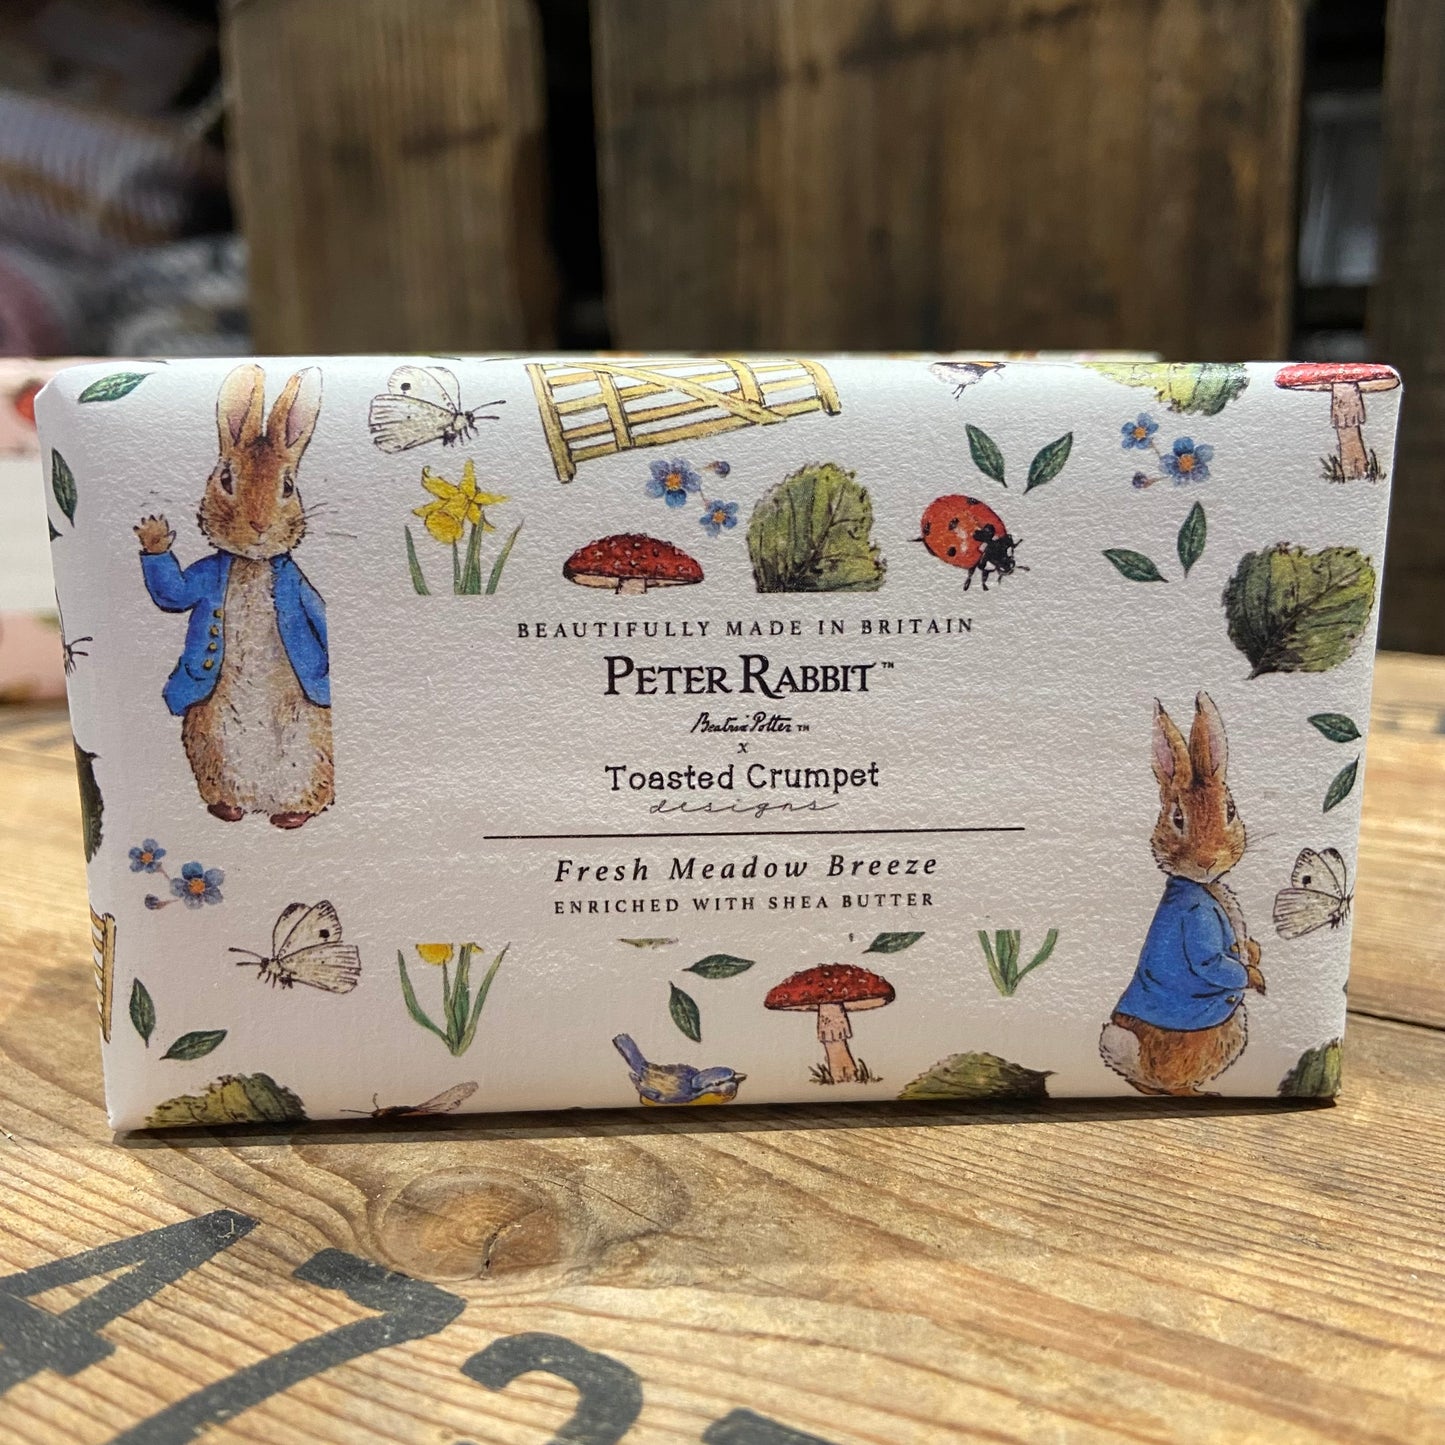 BEAUTIFULLY MADE IN BRITAIN
PETER RABBIT™
Beatrix Potter™
x
Toasted Crumpet
designs
Fresh Meadow Breeze
ENRICHED WITH SHEA BUTTER